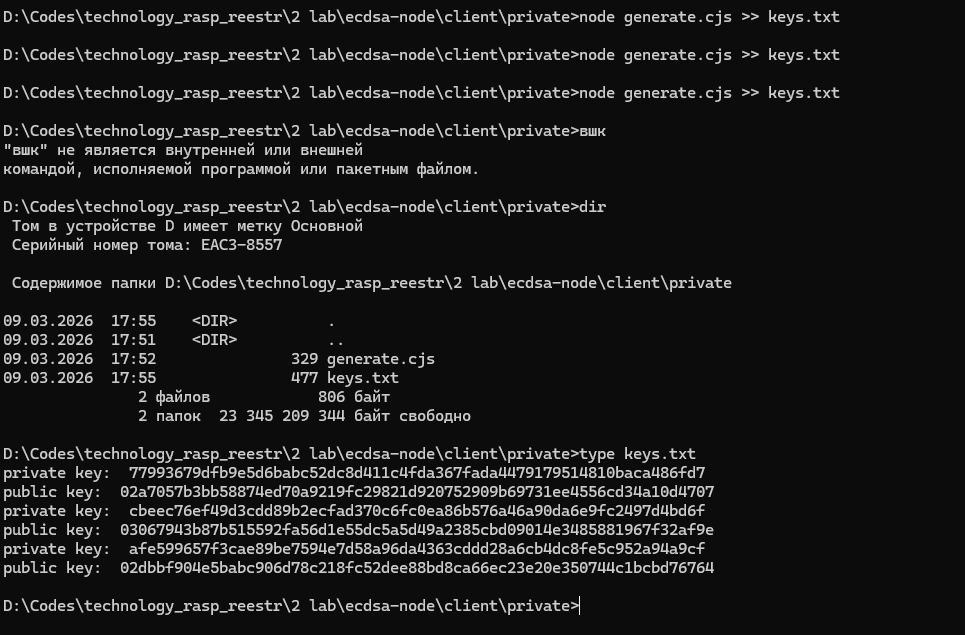 D:\Codes\technology_rasp_reestr\2 lab\ecdsa-node\client\private>node generate.cjs >> keys.txt
D:\Codes\technology_rasp_reestr\2 lab\ecdsa-node\client\private>node generate.cjs >> keys.txt
D:\Codes\technology_rasp_reestr\2 lab\ecdsa-node\client\private>node generate.cjs >> keys.txt
D:\Codes\technology_rasp_reestr\2 lab\ecdsa-node\client\private>вшк
"вшк" не является внутренней или внешней
командой, исполняемой программой или пакетным файлом.
D:\Codes\technology_rasp_reestr\2 lab\ecdsa-node\client\private>dir
Том в устройстве D имеет метку Основной
Серийный номер тома: EAC3-8557
Содержимое папки D:\Codes\technology_rasp_reestr\2 lab\ecdsa-node\client\private
09.03.2026  17:55    <DIR>          .
09.03.2026  17:51    <DIR>          ..
09.03.2026  17:52               329 generate.cjs
09.03.2026  17:55               477 keys.txt
2 файлов            806 байт
2 папок  23 345 209 344 байт свободно
D:\Codes\technology_rasp_reestr\2 lab\ecdsa-node\client\private>type keys.txt
private key:  77993679dfb9e5d6babc52dc8d411c4fda367fada4479179514810baca486fd7
public key:  02a7057b3bb58874ed70a9219fc29821d920752909b69731ee4556cd34a10d4707
private key:  cbeec76ef49d3cdd89b2ecfad370c6fc0ea86b576a46a90da6e9fc2497d4bd6f
public key:  03067943b87b515592fa56d1e55dc5a5d49a2385cbd09014e3485881967f32af9e
private key:  afe599657f3cae89be7594e7d58a96da4363cddd28a6cb4dc8fe5c952a94a9cf
public key:  02dbbf904e5babc906d78c218fc52dee88bd8ca66ec23e20e350744c1bcbd76764
D:\Codes\technology_rasp_reestr\2 lab\ecdsa-node\client\private>